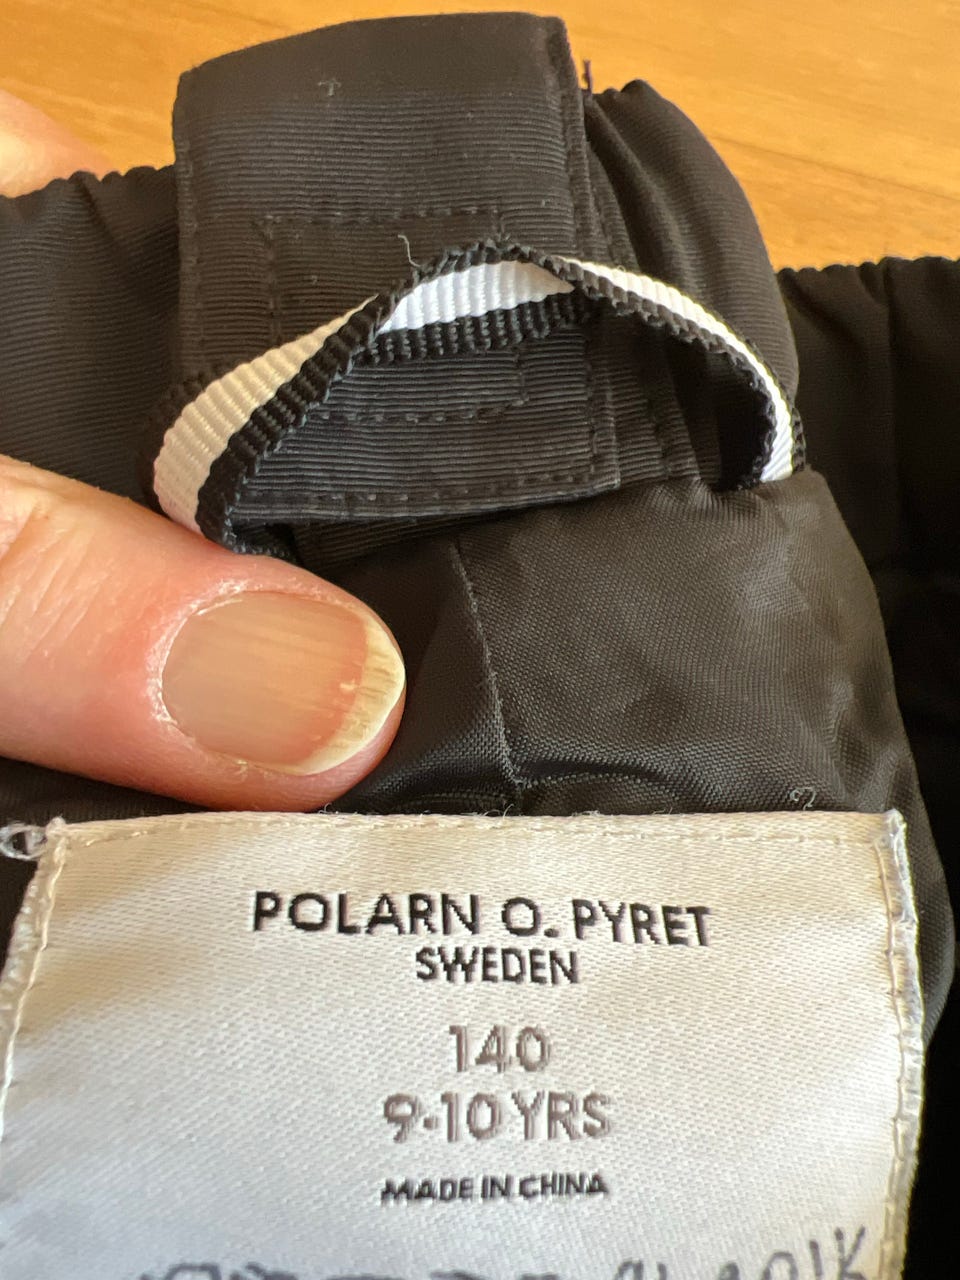 POLARN O. PYRET
SWEDEN
140
9-10 YRS
MADE IN CHINA